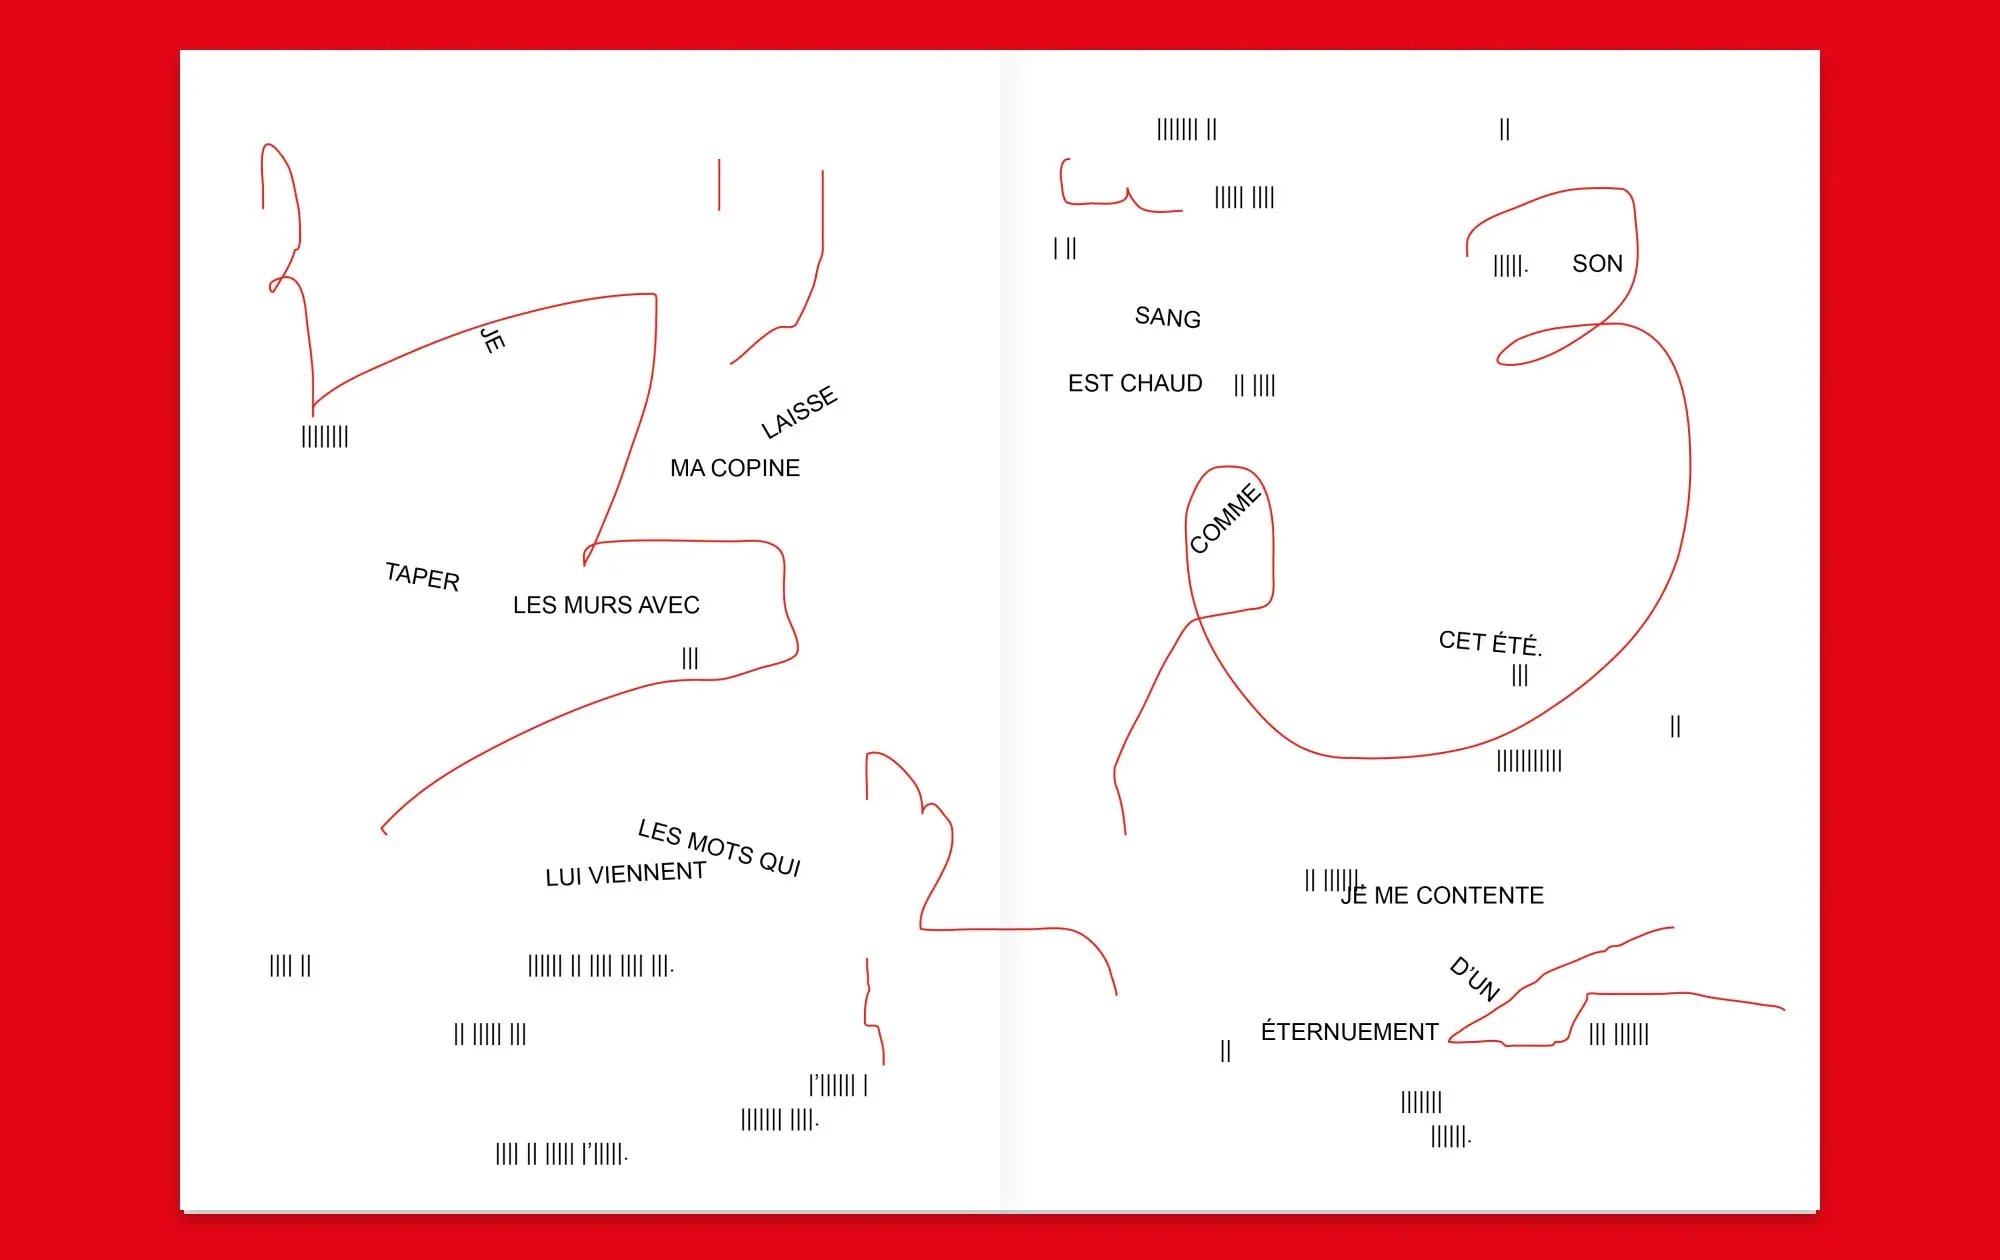 JE
LAISSE
MA COPINE
TAPER
LES MURS AVEC
LES MOTS QUI
LUI VIENNENT
SON
SANG
EST CHAUD
COMME
CET ÉTÉ.
JE ME CONTENTE
D’UN
ÉTERNUEMENT